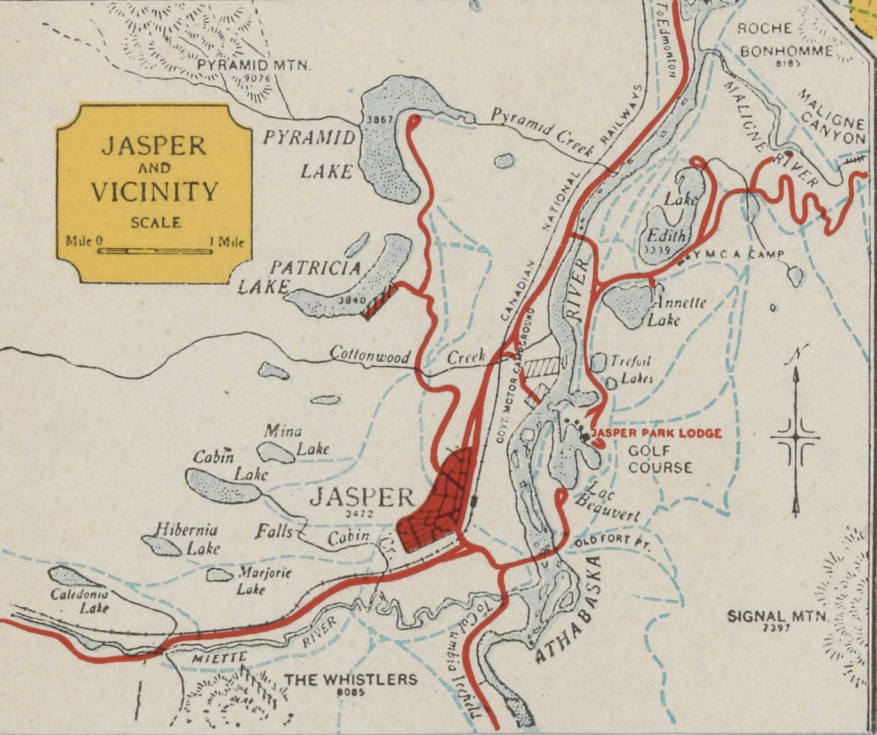 ROCHE
BONHOMME
8185
To Edmonton
PYRAMID MTN.
9076
MALIGNE
CANYON
MALIGNE RIVER
3867
PYRAMID
LAKE
Pyramid Creek
CANADIAN NATIONAL RAILWAYS
JASPER
AND
VICINITY
SCALE
Mile 0 1 Mile
Lake
Edith
3339
Y M C A CAMP
PATRICIA
LAKE
3840
RIVER
Annette
Lake
GOVT. MOTOR CAMPGROUND
Cottonwood Creek
Trefoil
Lakes
N
Mina
Lake
JASPER PARK LODGE
GOLF
COURSE
Cabin
Lake
JASPER
3472
Lac
Beauvert
Hibernia
Lake
Falls
Cabin Cr.
OLD FORT PT.
Marjorie
Lake
Caledonia
Lake
ATHABASKA
To Columbia Icefield
SIGNAL MTN.
7397
MIETTE RIVER
THE WHISTLERS
8085